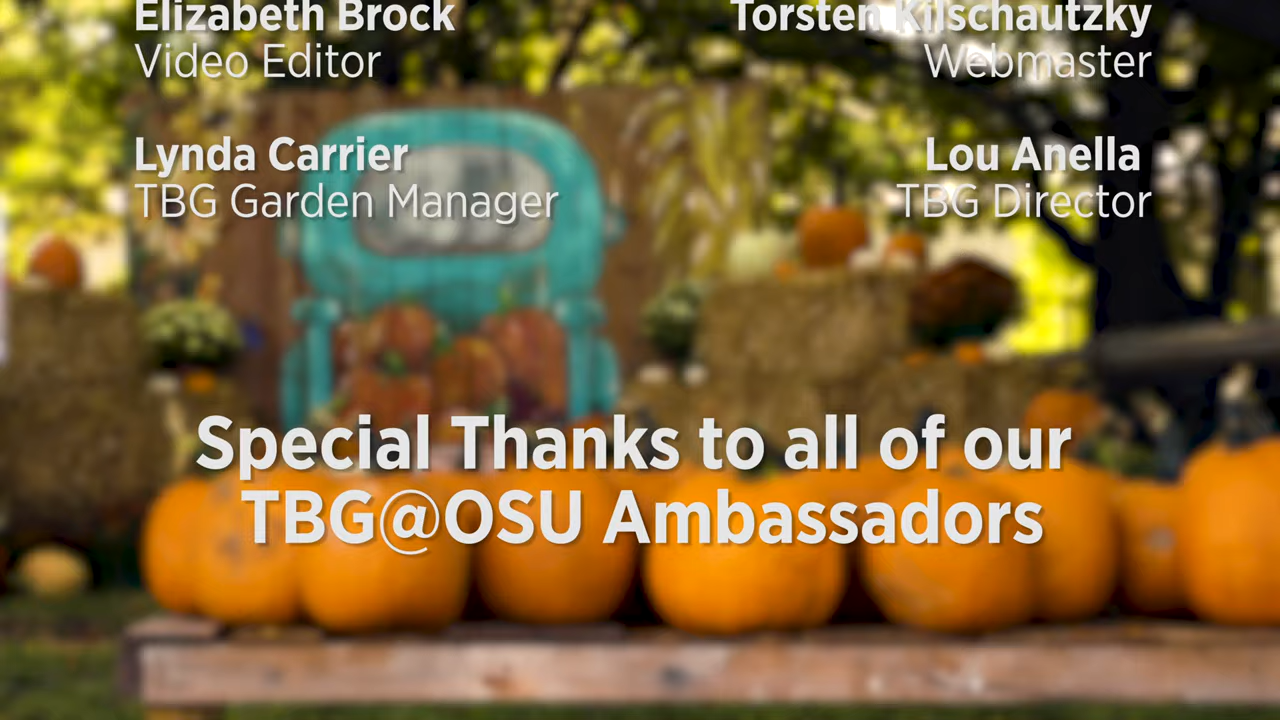 Elizabeth Brock
Video Editor
Torsten Kilschautzky
Webmaster
Lynda Carrier
TBG Garden Manager
Lou Anella
TBG Director
Special Thanks to all of our
TBG@OSU Ambassadors